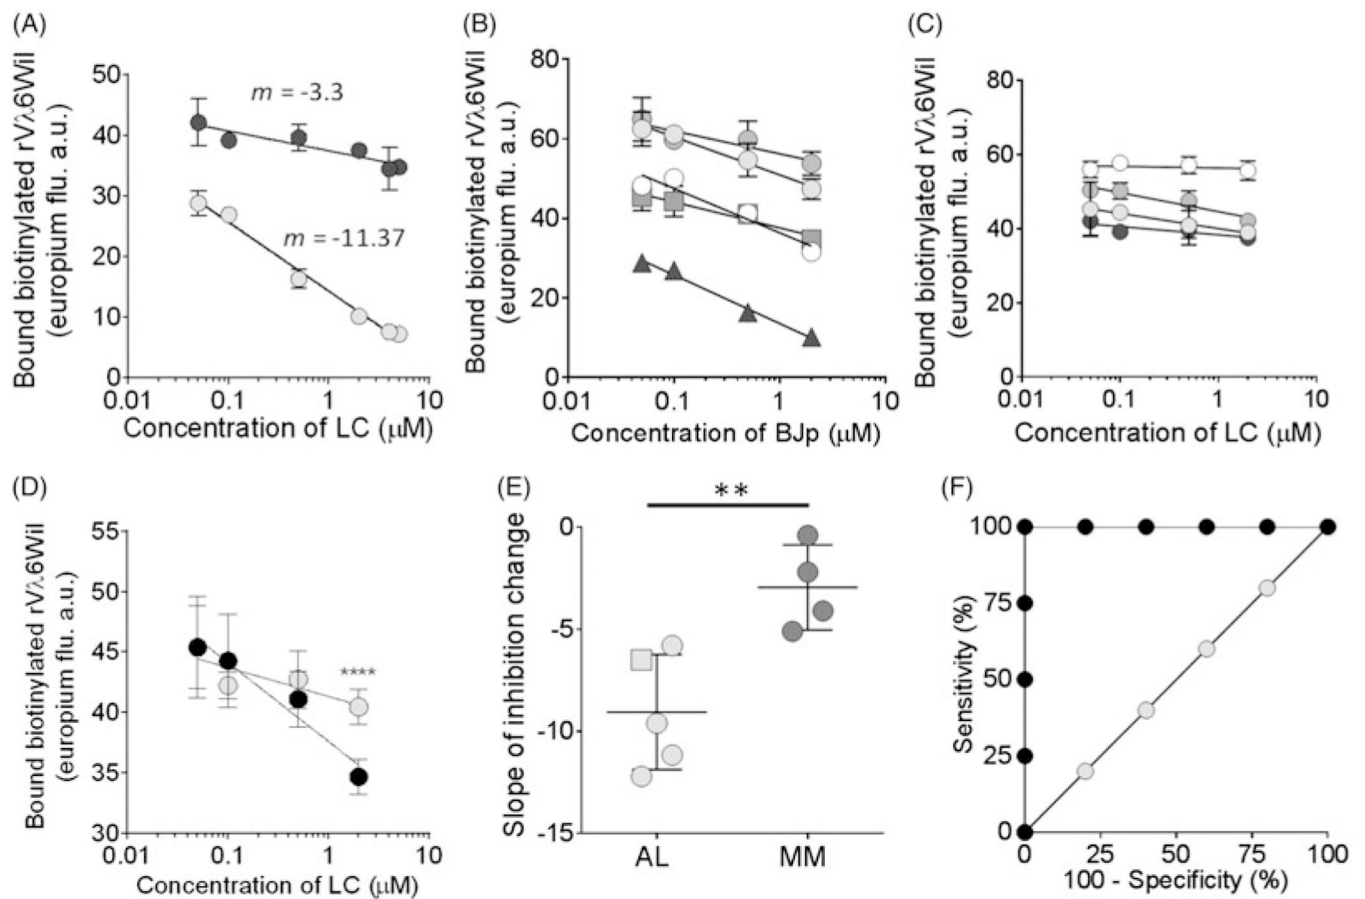 (A)
Bound biotinylated rVλ6Wil
(europium flu. a.u.)
50
40
30
20
10
0
m = -3.3
m = -11.37
0.01
0.1
1
10
Concentration of LC (μM)
(B)
Bound biotinylated rVλ6Wil
(europium flu. a.u.)
80
60
40
20
0
0.01
0.1
1
10
Concentration of BJp (μM)
(C)
Bound biotinylated rVλ6Wil
(europium flu. a.u.)
80
60
40
20
0
0.01
0.1
1
10
Concentration of LC (μM)
(D)
Bound biotinylated rVλ6Wil
(europium flu. a.u.)
55
50
45
40
35
30
****
0.01
0.1
1
10
Concentration of LC (μM)
(E)
Slope of inhibition change
**
0
-5
-10
-15
AL
MM
(F)
Sensitivity (%)
100
75
50
25
0
0
25
50
75
100
100 - Specificity (%)